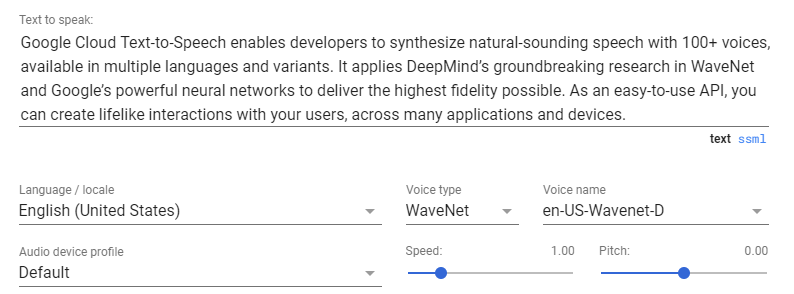 Text to speak:
Google Cloud Text-to-Speech enables developers to synthesize natural-sounding speech with 100+ voices,
available in multiple languages and variants. It applies DeepMind’s groundbreaking research in WaveNet
and Google’s powerful neural networks to deliver the highest fidelity possible. As an easy-to-use API, you
can create lifelike interactions with your users, across many applications and devices.
text ssml
Language / locale Voice type Voice name
English (United States) WaveNet en-US-Wavenet-D
Audio device profile Speed: 1.00 Pitch: 0.00
Default